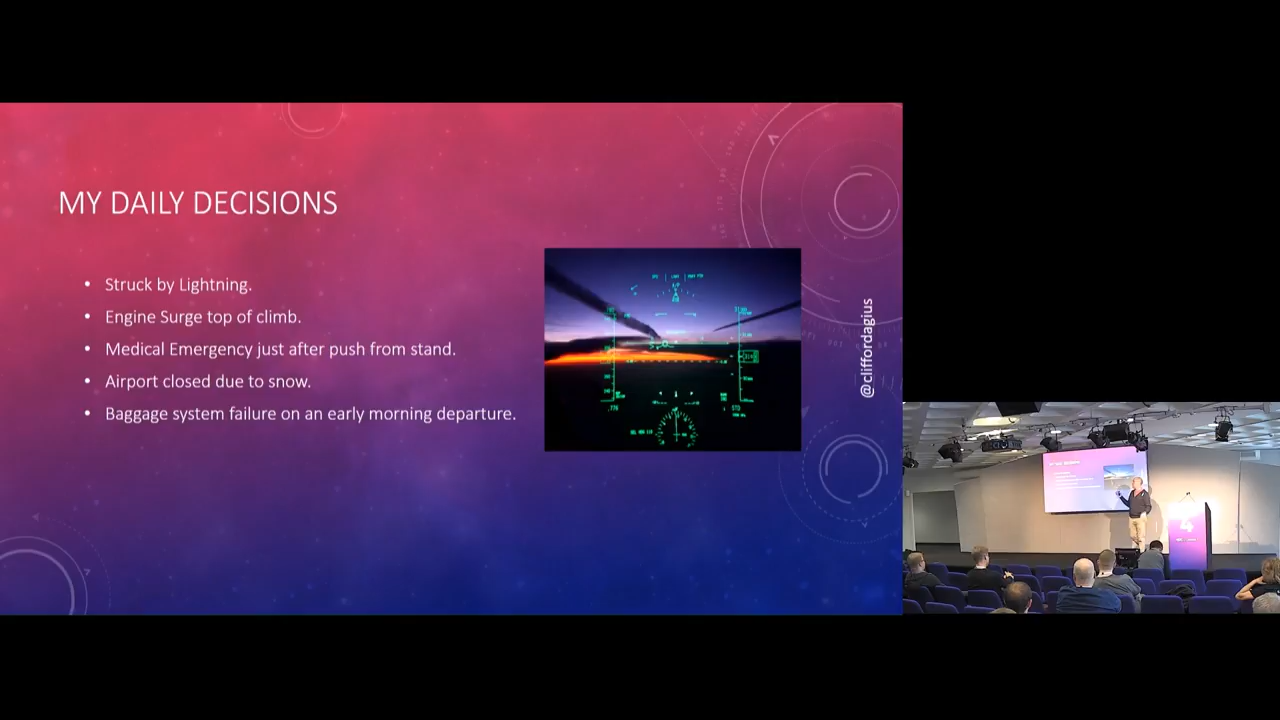 MY DAILY DECISIONS
• Struck by Lightning.
• Engine Surge top of climb.
• Medical Emergency just after push from stand.
• Airport closed due to snow.
• Baggage system failure on an early morning departure.
@cliffordagius